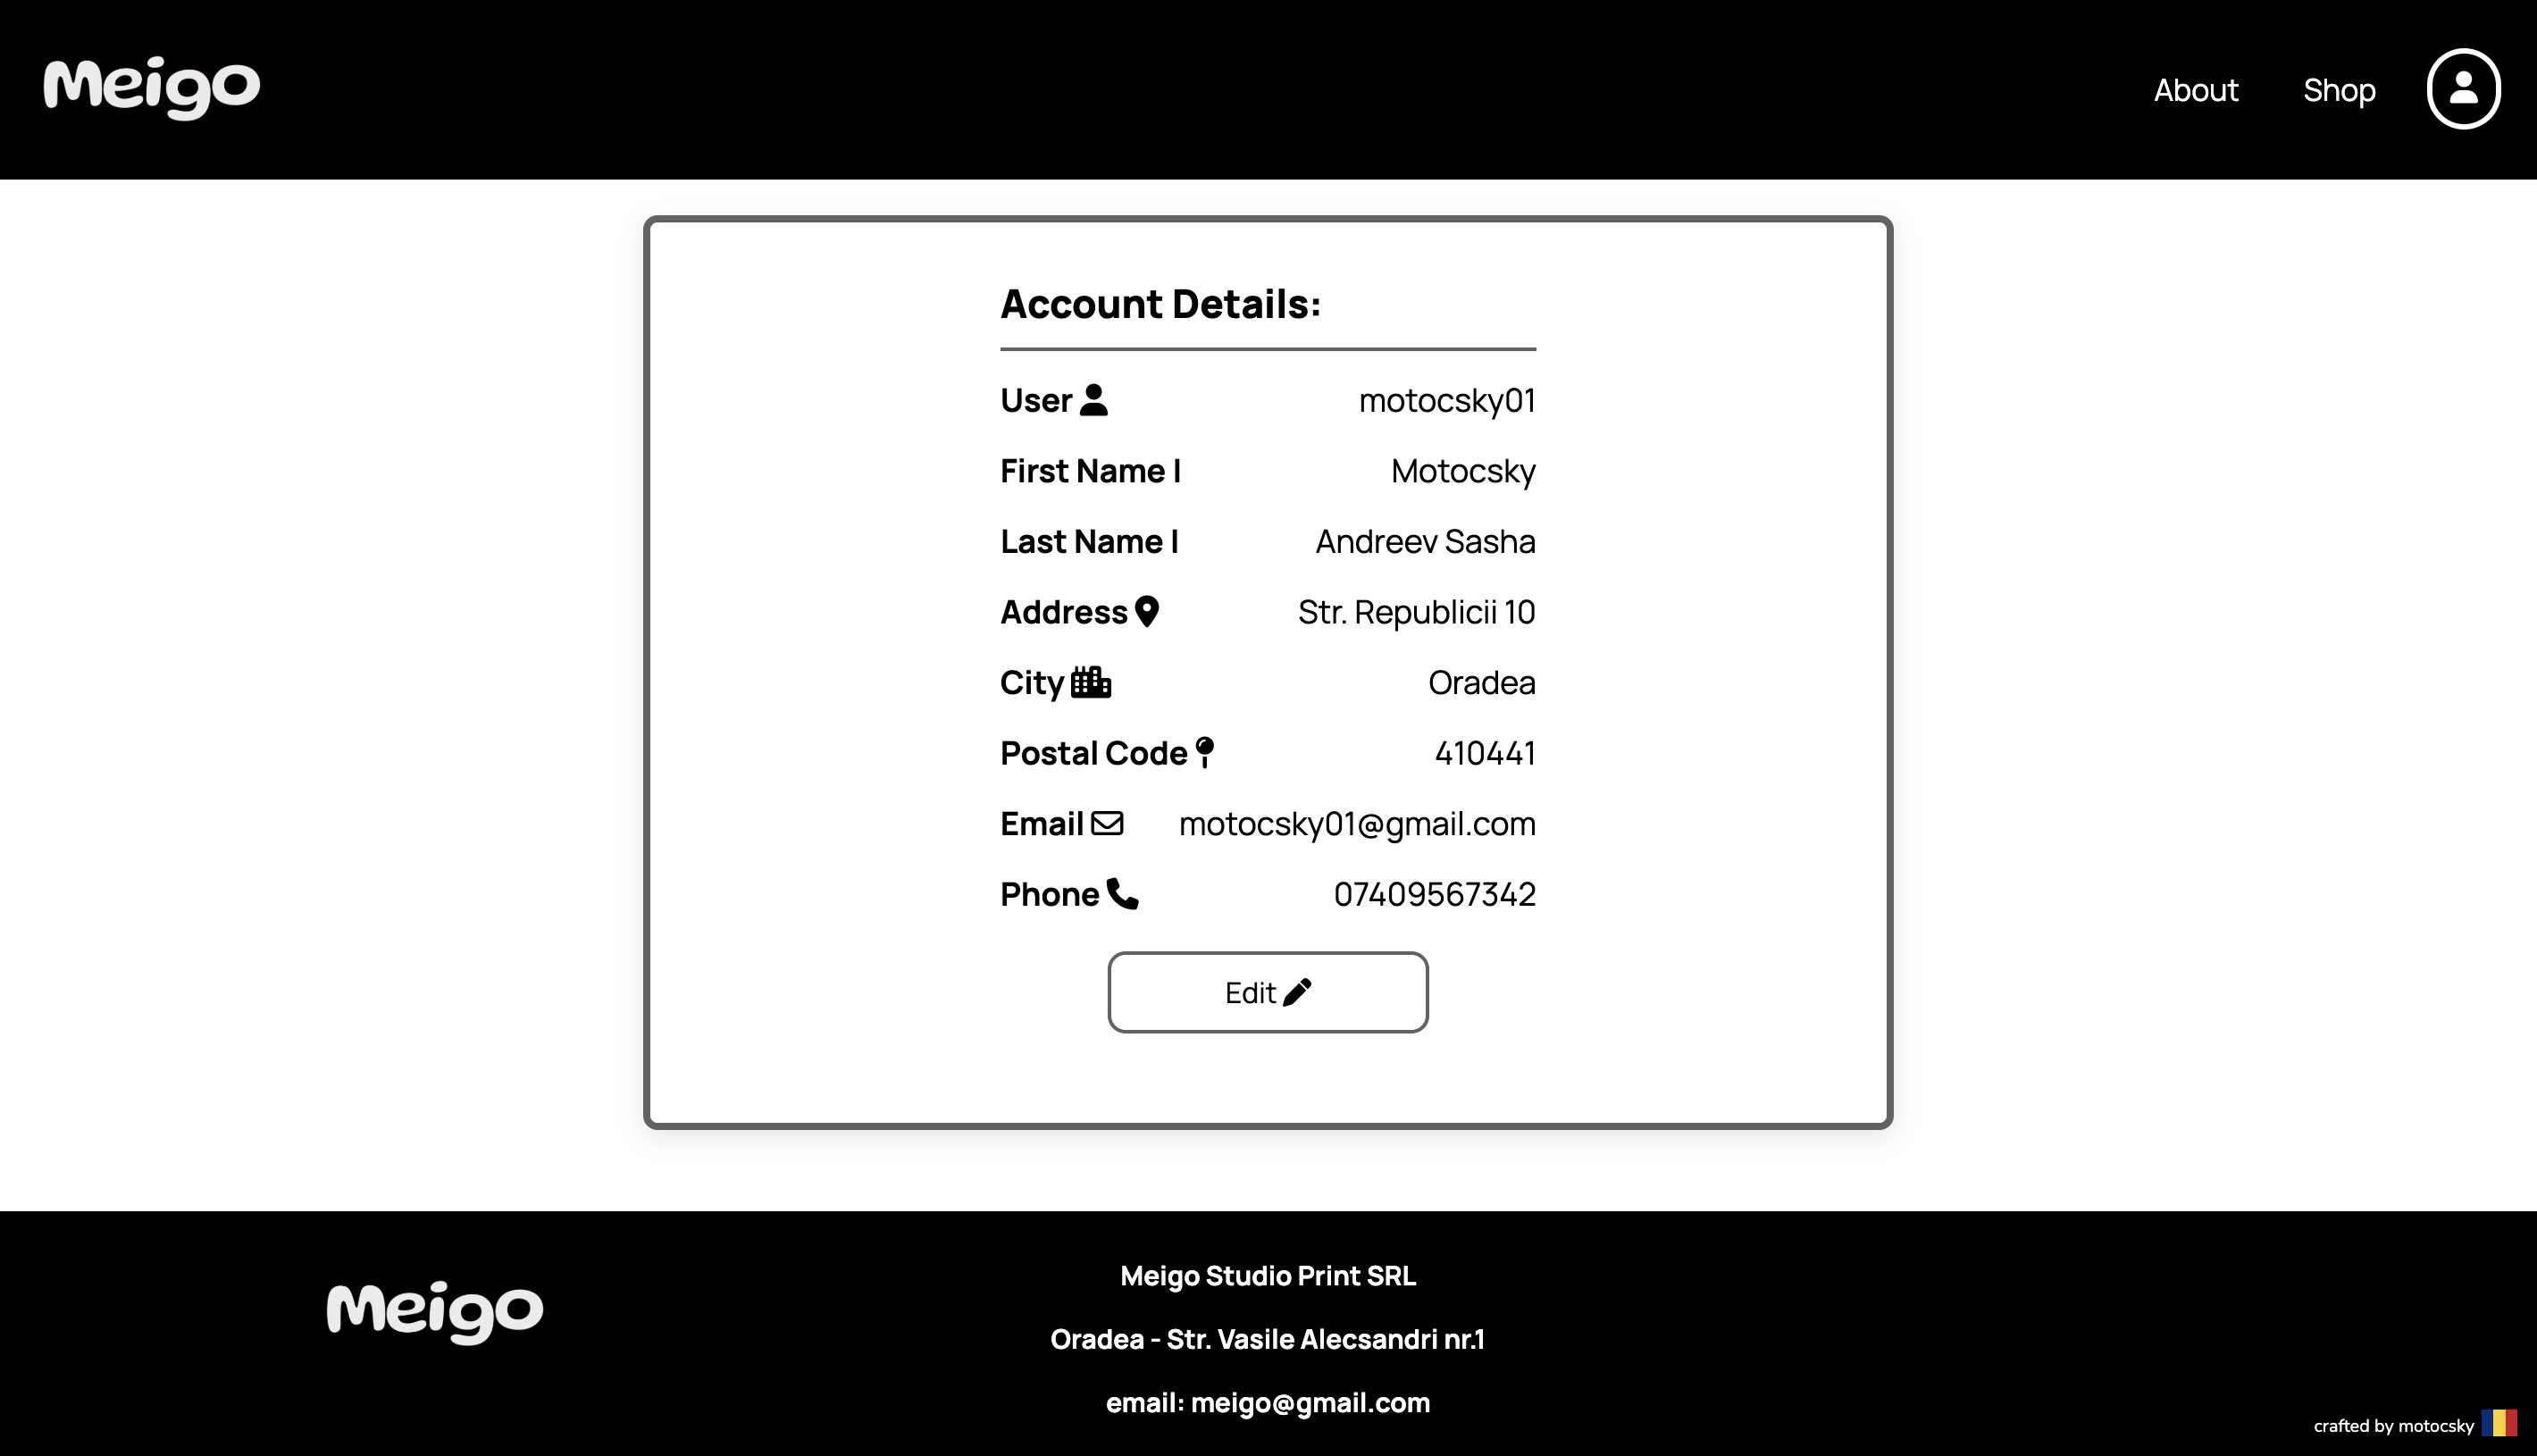 Meigo
About Shop
Account Details:
User motocsky01
First Name | Motocsky
Last Name | Andreev Sasha
Address Str. Republicii 10
City Oradea
Postal Code 410441
Email motocsky01@gmail.com
Phone 07409567342
Edit
Meigo
Meigo Studio Print SRL
Oradea - Str. Vasile Alecsandri nr.1
email: meigo@gmail.com
crafted by motocsky